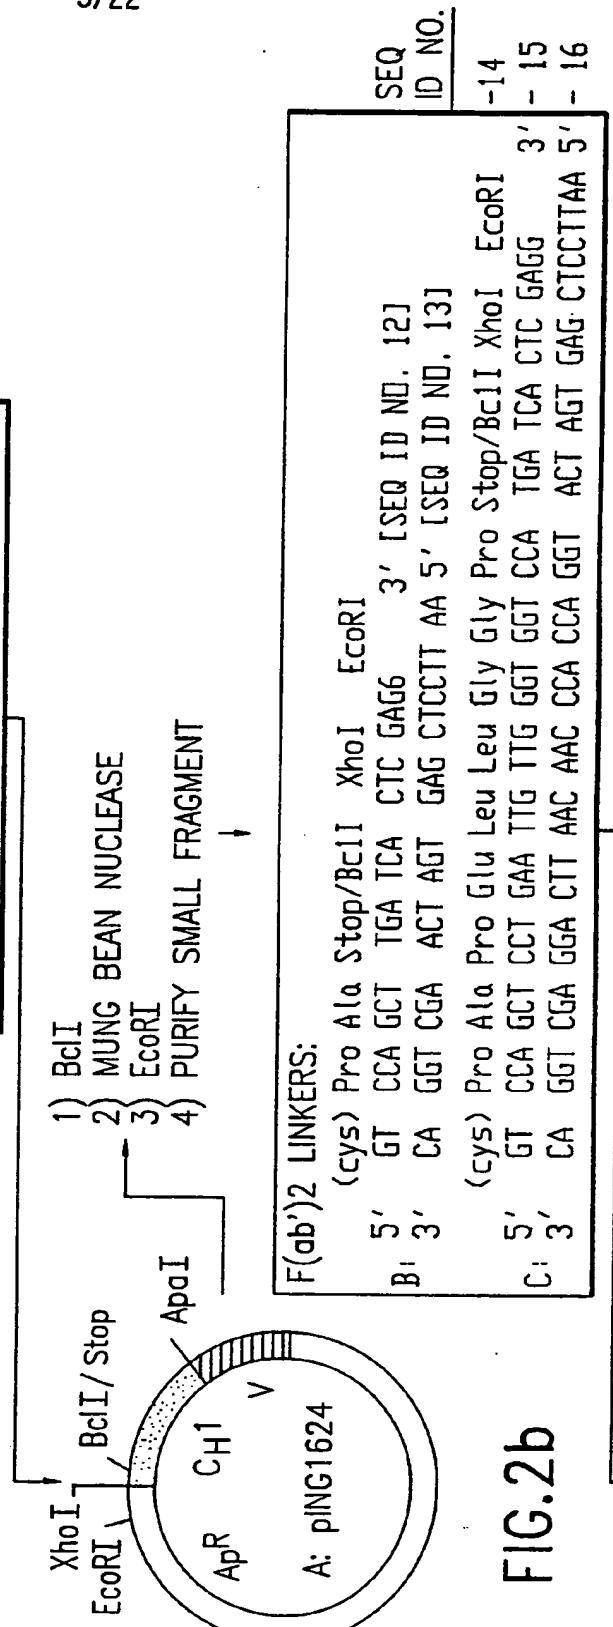 3/22
XhoI
EcoRI
BclI/Stop
ApaI
ApR
CH1
V
A: pING1624
1) BclI
2) MUNG BEAN NUCLEASE
3) EcoRI
4) PURIFY SMALL FRAGMENT
SEQ
ID NO.
F(ab')2 LINKERS:
(cys) Pro Ala Stop/Bc1I XhoI EcoRI
B: 5' GT CCA GCT TGA TCA CTC GAG6 3' [SEQ ID NO. 12]
3' CA GGT CGA ACT AGT GAG CTCCTT AA 5' [SEQ ID NO. 13]
(cys) Pro Ala Pro Glu Leu Leu Gly Gly Pro Stop/Bc1I XhoI EcoRI -14
C: 5' GT CCA GCT CCT GAA TTG TTG GGT GGT CCA TGA TCA CTC GAGG 3' - 15
3' CA GGT CGA GGA CTT AAC AAC CCA CCA GGT ACT AGT GAG CTCCTTAA 5' - 16
FIG.2b